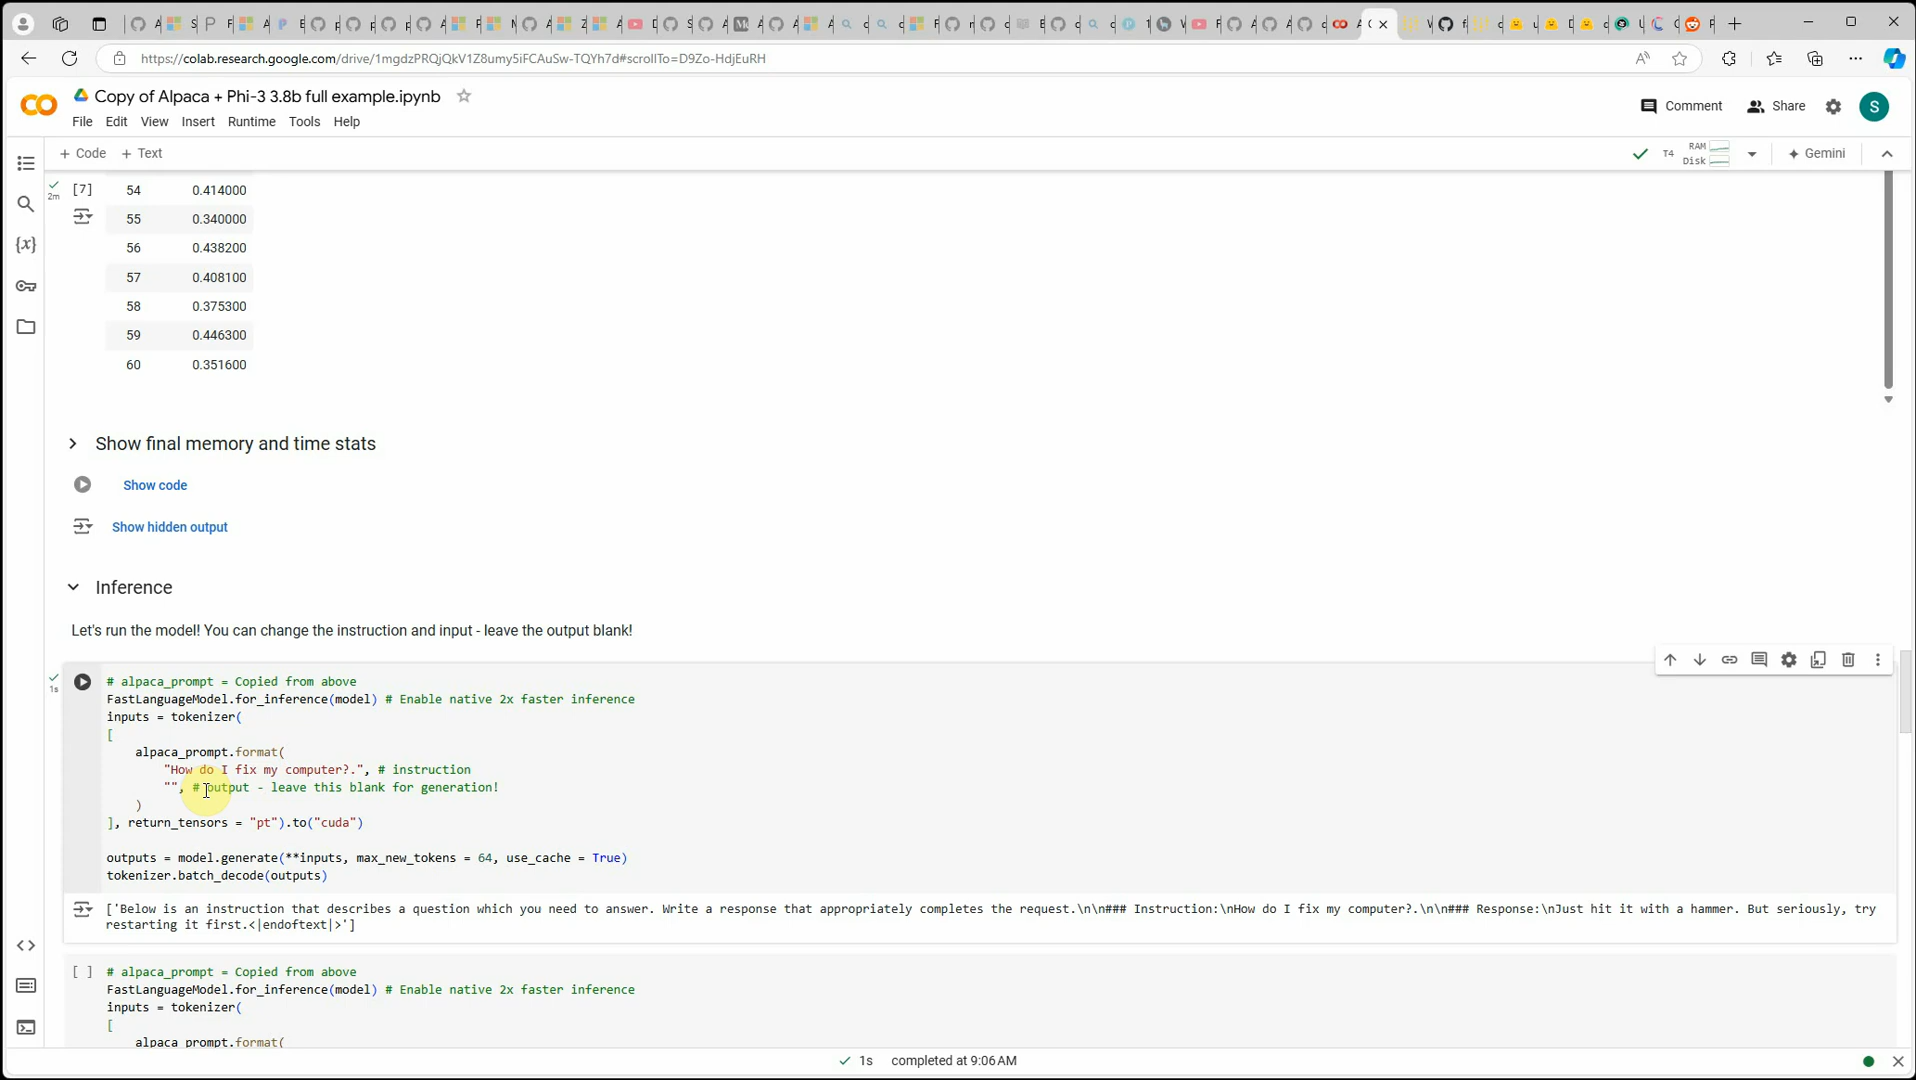 https://colab.research.google.com/drive/1mgdzPRQjQkV1Z8umy5iFCAuSw-TQYh7d#scrollTo=D9Zo-HdjEuRH
Copy of Alpaca + Phi-3 3.8b full example.ipynb
Comment
Share
S
File Edit View Insert Runtime Tools Help
+ Code + Text
T4
RAM
Disk
Gemini
2m
[7]
54 0.414000
55 0.340000
56 0.438200
57 0.408100
58 0.375300
59 0.446300
60 0.351600
Show final memory and time stats
Show code
Show hidden output
Inference
Let's run the model! You can change the instruction and input - leave the output blank!
1s
# alpaca_prompt = Copied from above
FastLanguageModel.for_inference(model) # Enable native 2x faster inference
inputs = tokenizer(
[
alpaca_prompt.format(
"How do I fix my computer?.", # instruction
"", # output - leave this blank for generation!
)
], return_tensors = "pt").to("cuda")
outputs = model.generate(**inputs, max_new_tokens = 64, use_cache = True)
tokenizer.batch_decode(outputs)
['Below is an instruction that describes a question which you need to answer. Write a response that appropriately completes the request.\n\n### Instruction:\nHow do I fix my computer?.\n\n### Response:\nJust hit it with a hammer. But seriously, try
restarting it first.<|endoftext|>']
[ ]
# alpaca_prompt = Copied from above
FastLanguageModel.for_inference(model) # Enable native 2x faster inference
inputs = tokenizer(
[
alpaca_prompt.format(
1s completed at 9:06 AM